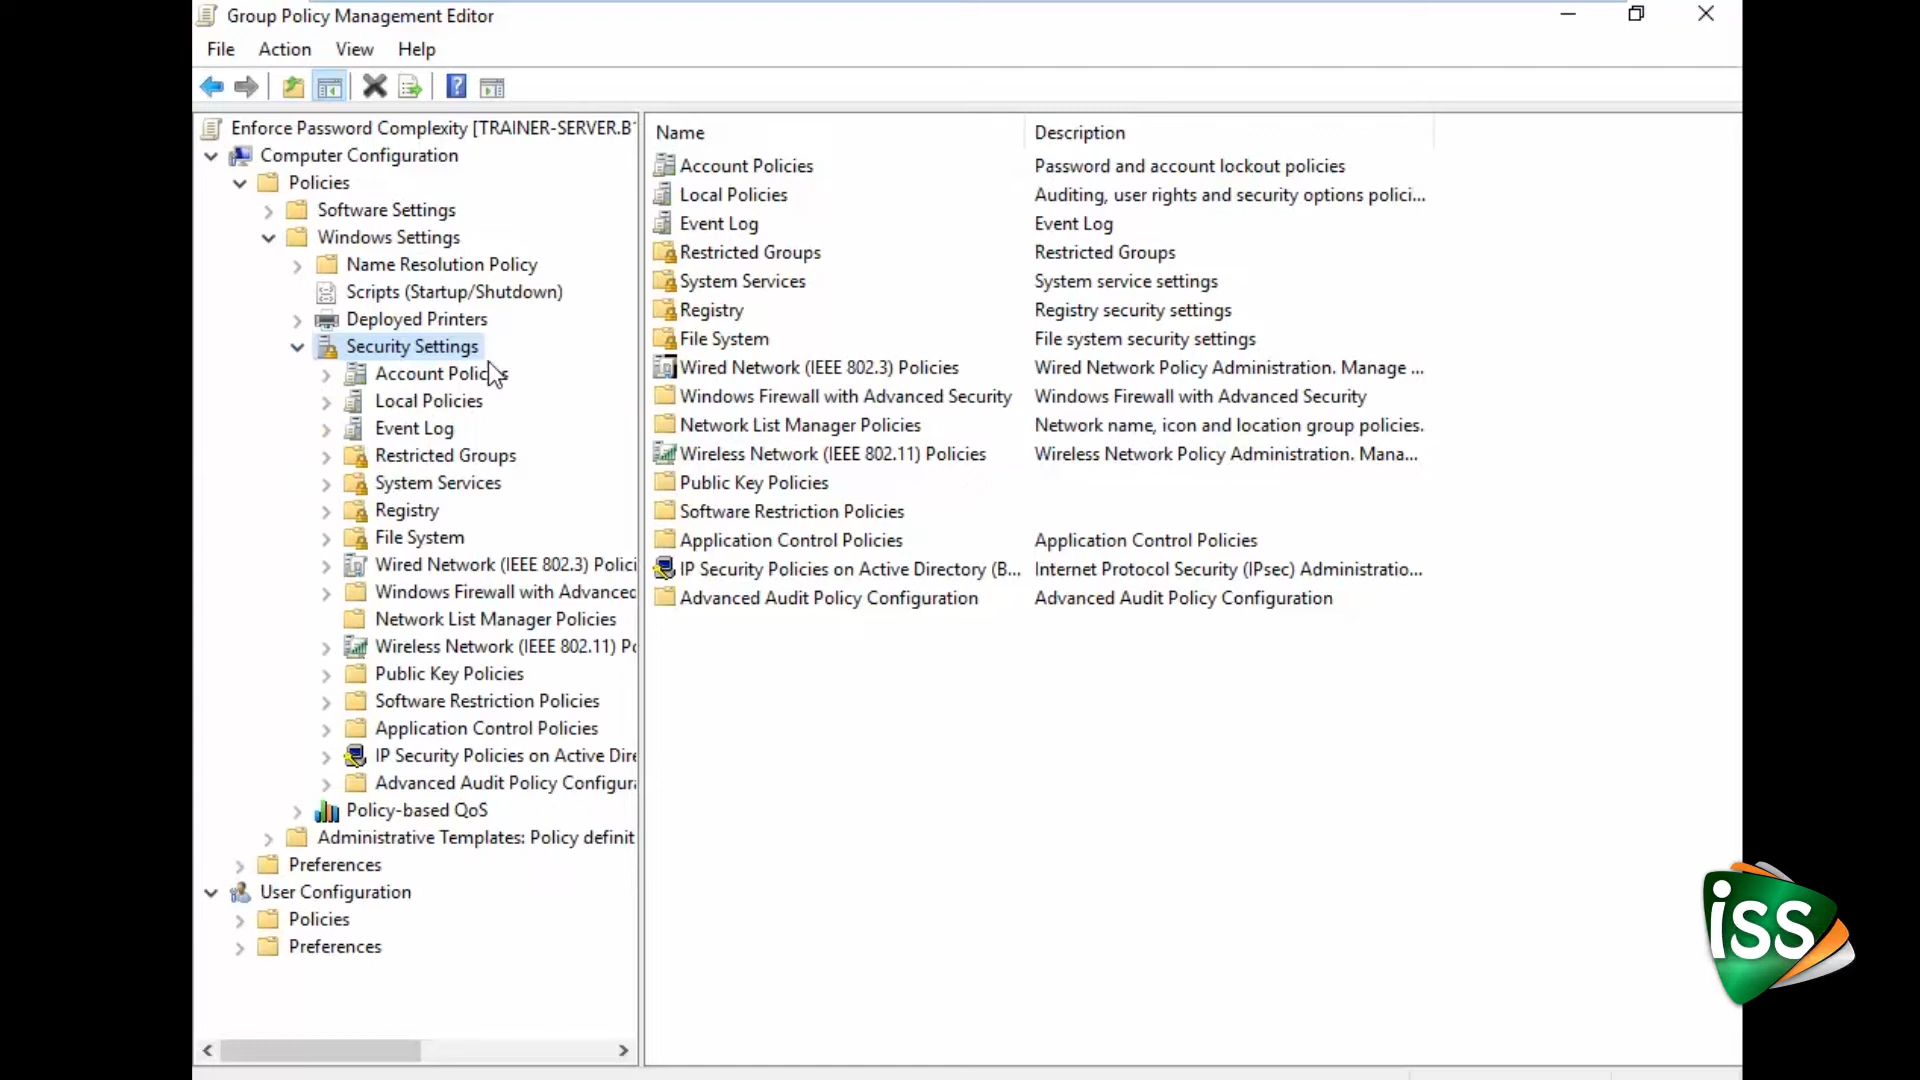 Group Policy Management Editor
File Action View Help
Enforce Password Complexity [TRAINER-SERVER.B
Computer Configuration
Policies
Software Settings
Windows Settings
Name Resolution Policy
Scripts (Startup/Shutdown)
Deployed Printers
Security Settings
Account Policies
Local Policies
Event Log
Restricted Groups
System Services
Registry
File System
Wired Network (IEEE 802.3) Polici
Windows Firewall with Advanced
Network List Manager Policies
Wireless Network (IEEE 802.11) Po
Public Key Policies
Software Restriction Policies
Application Control Policies
IP Security Policies on Active Dire
Advanced Audit Policy Configura
Policy-based QoS
Administrative Templates: Policy definit
Preferences
User Configuration
Policies
Preferences
Name Description
Account Policies Password and account lockout policies
Local Policies Auditing, user rights and security options polici...
Event Log Event Log
Restricted Groups Restricted Groups
System Services System service settings
Registry Registry security settings
File System File system security settings
Wired Network (IEEE 802.3) Policies Wired Network Policy Administration. Manage ...
Windows Firewall with Advanced Security Windows Firewall with Advanced Security
Network List Manager Policies Network name, icon and location group policies.
Wireless Network (IEEE 802.11) Policies Wireless Network Policy Administration. Mana...
Public Key Policies
Software Restriction Policies
Application Control Policies Application Control Policies
IP Security Policies on Active Directory (B... Internet Protocol Security (IPsec) Administratio...
Advanced Audit Policy Configuration Advanced Audit Policy Configuration
iss